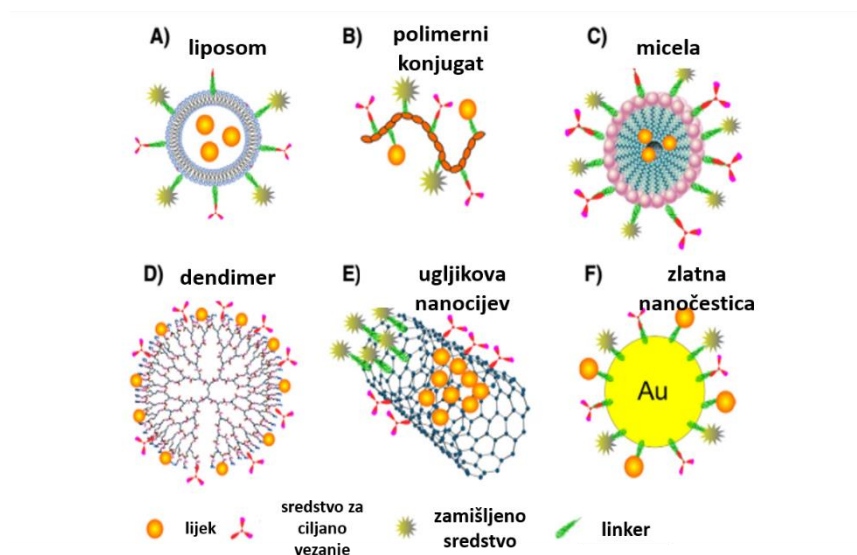 A) liposom
B) polimerni
konjugat
C) micela
D) dendimer
E) ugljikova
nanocijev
F) zlatna
nanočestica
Au
lijek
sredstvo za
ciljano
vezanje
zamišljeno
sredstvo
linker